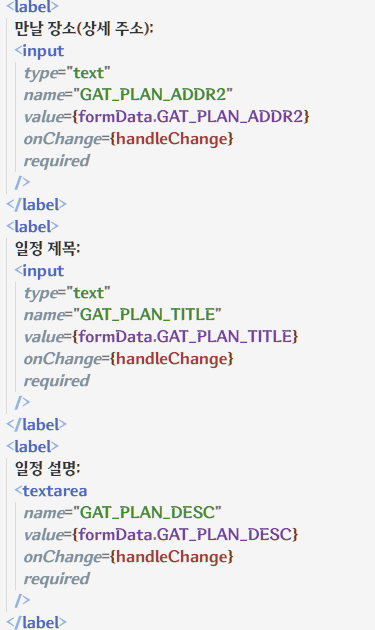 <label>
만날 장소(상세 주소):
<input
type="text"
name="GAT_PLAN_ADDR2"
value={formData.GAT_PLAN_ADDR2}
onChange={handleChange}
required
/>
</label>
<label>
일정 제목:
<input
type="text"
name="GAT_PLAN_TITLE"
value={formData.GAT_PLAN_TITLE}
onChange={handleChange}
required
/>
</label>
<label>
일정 설명:
<textarea
name="GAT_PLAN_DESC"
value={formData.GAT_PLAN_DESC}
onChange={handleChange}
required
/>
</label>